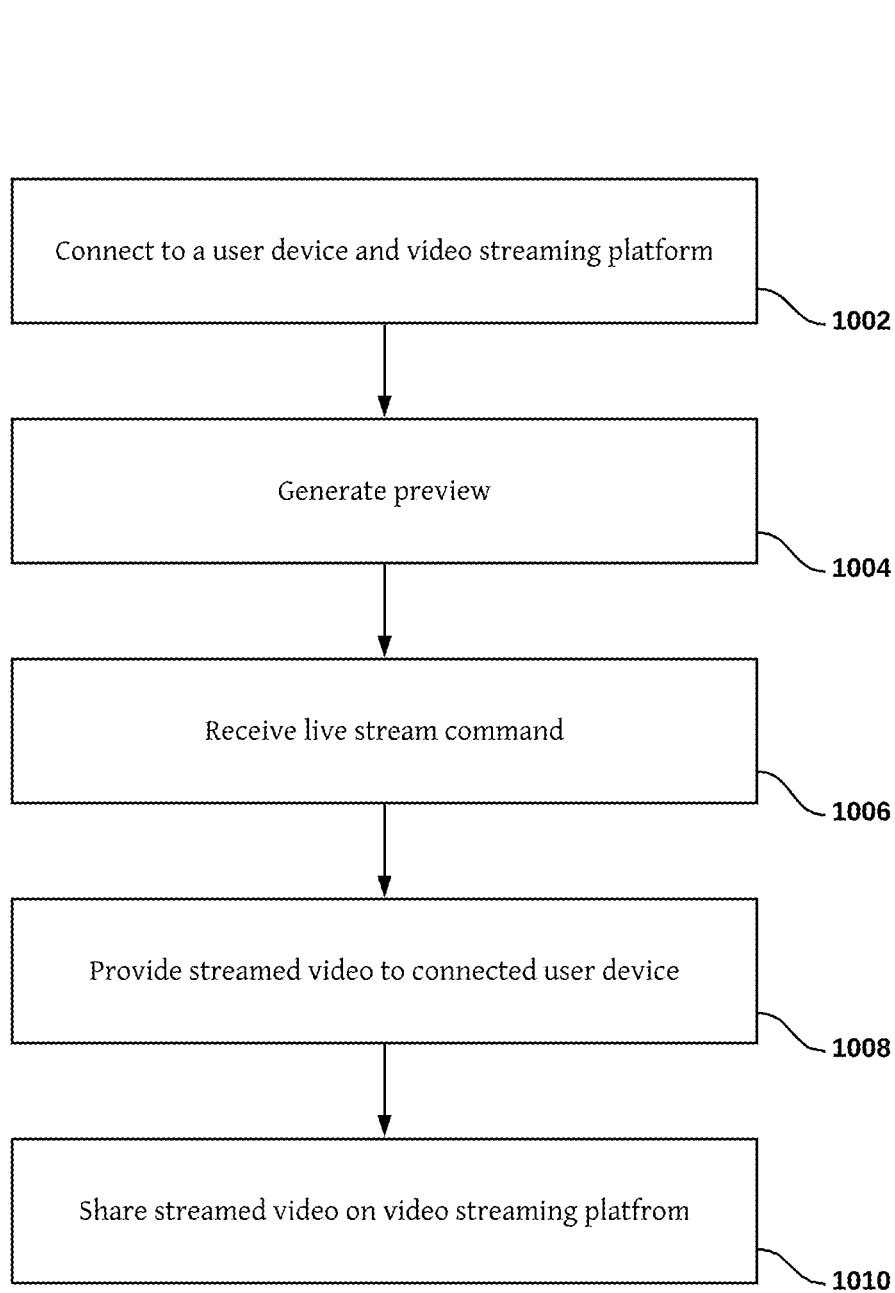 Connect to a user device and video streaming platform
1002
Generate preview
1004
Receive live stream command
1006
Provide streamed video to connected user device
1008
Share streamed video on video streaming platfrom
1010